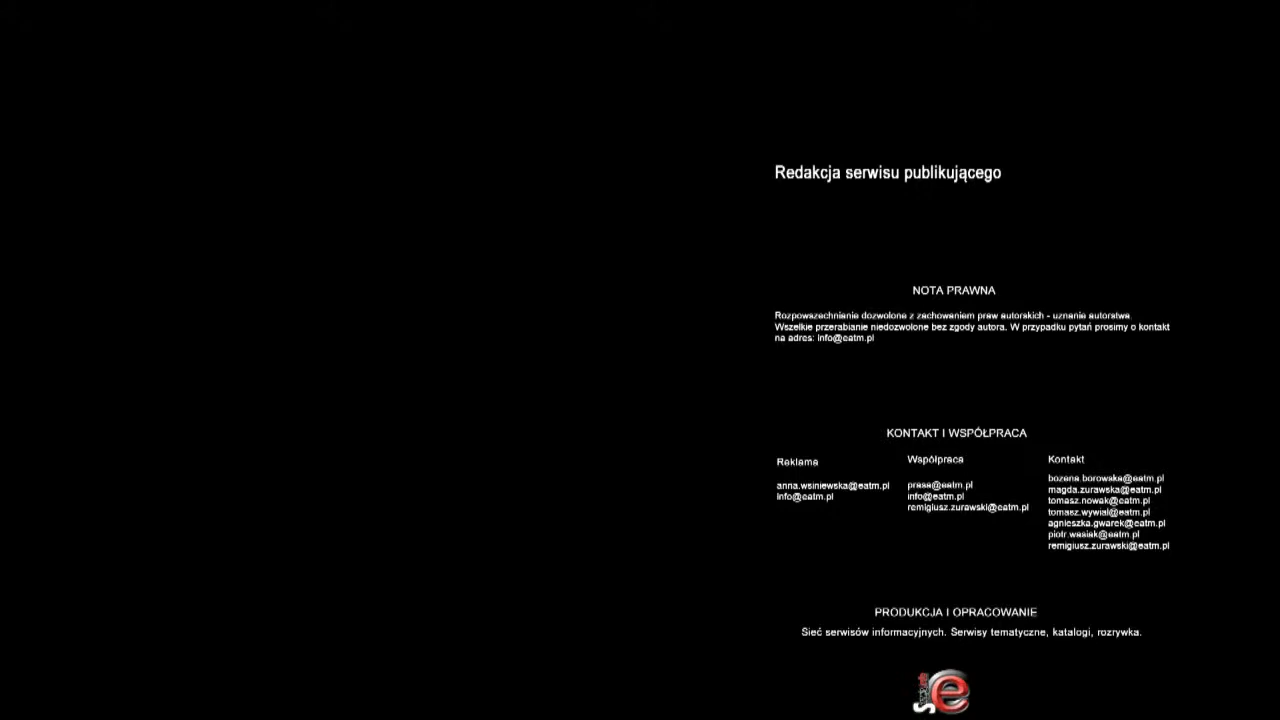 Redakcja serwisu publikującego
NOTA PRAWNA
Rozpowszechnianie dozwolone z zachowaniem praw autorskich - uznanie autorstwa.
Wszelkie przerabianie niedozwolone bez zgody autora. W przypadku pytań prosimy o kontakt
na adres: info@eatm.pl
KONTAKT I WSPÓŁPRACA
Reklama
anna.wsiniewska@eatm.pl
info@eatm.pl
Współpraca
prasa@eatm.pl
info@eatm.pl
remigiusz.zurawski@eatm.pl
Kontakt
bozena.borowska@eatm.pl
magda.zurawska@eatm.pl
tomasz.nowak@eatm.pl
tomasz.wywial@eatm.pl
agnieszka.gwarek@eatm.pl
piotr.wasiak@eatm.pl
remigiusz.zurawski@eatm.pl
PRODUKCJA I OPRACOWANIE
Sieć serwisów informacyjnych. Serwisy tematyczne, katalogi, rozrywka.
e